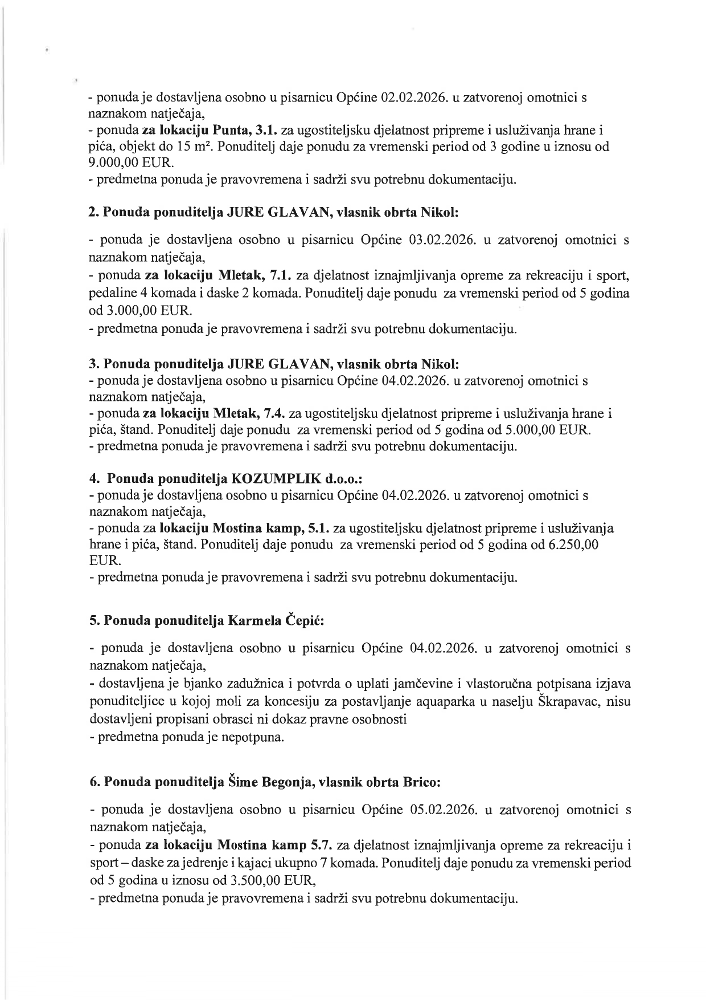 - ponuda je dostavljena osobno u pisarnicu Općine 02.02.2026. u zatvorenoj omotnici s
naznakom natječaja,
- ponuda za lokaciju Punta, 3.1. za ugostiteljsku djelatnost pripreme i usluživanja hrane i
pića, objekt do 15 m². Ponuditelj daje ponudu za vremenski period od 3 godine u iznosu od
9.000,00 EUR.
- predmetna ponuda je pravovremena i sadrži svu potrebnu dokumentaciju.
2. Ponuda ponuditelja JURE GLAVAN, vlasnik obrta Nikol:
- ponuda je dostavljena osobno u pisarnicu Općine 03.02.2026. u zatvorenoj omotnici s
naznakom natječaja,
- ponuda za lokaciju Mletak, 7.1. za djelatnost iznajmljivanja opreme za rekreaciju i sport,
pedaline 4 komada i daske 2 komada. Ponuditelj daje ponudu za vremenski period od 5 godina
od 3.000,00 EUR.
- predmetna ponuda je pravovremena i sadrži svu potrebnu dokumentaciju.
3. Ponuda ponuditelja JURE GLAVAN, vlasnik obrta Nikol:
- ponuda je dostavljena osobno u pisarnicu Općine 04.02.2026. u zatvorenoj omotnici s
naznakom natječaja,
- ponuda za lokaciju Mletak, 7.4. za ugostiteljsku djelatnost pripreme i usluživanja hrane i
pića, štand. Ponuditelj daje ponudu za vremenski period od 5 godina od 5.000,00 EUR.
- predmetna ponuda je pravovremena i sadrži svu potrebnu dokumentaciju.
4. Ponuda ponuditelja KOZUMPLIK d.o.o.:
- ponuda je dostavljena osobno u pisarnicu Općine 04.02.2026. u zatvorenoj omotnici s
naznakom natječaja,
- ponuda za lokaciju Mostina kamp, 5.1. za ugostiteljsku djelatnost pripreme i usluživanja
hrane i pića, štand. Ponuditelj daje ponudu za vremenski period od 5 godina od 6.250,00
EUR.
- predmetna ponuda je pravovremena i sadrži svu potrebnu dokumentaciju.
5. Ponuda ponuditelja Karmela Čepić:
- ponuda je dostavljena osobno u pisarnicu Općine 04.02.2026. u zatvorenoj omotnici s
naznakom natječaja,
- dostavljena je bjanko zadužnica i potvrda o uplati jamčevine i vlastoručna potpisana izjava
ponuditeljice u kojoj moli za koncesiju za postavljanje aquaparka u naselju Škrapavac, nisu
dostavljeni propisani obrasci ni dokaz pravne osobnosti
- predmetna ponuda je nepotpuna.
6. Ponuda ponuditelja Šime Begonja, vlasnik obrta Brico:
- ponuda je dostavljena osobno u pisarnicu Općine 05.02.2026. u zatvorenoj omotnici s
naznakom natječaja,
- ponuda za lokaciju Mostina kamp 5.7. za djelatnost iznajmljivanja opreme za rekreaciju i
sport – daske za jedrenje i kajaci ukupno 7 komada. Ponuditelj daje ponudu za vremenski period
od 5 godina u iznosu od 3.500,00 EUR,
- predmetna ponuda je pravovremena i sadrži svu potrebnu dokumentaciju.